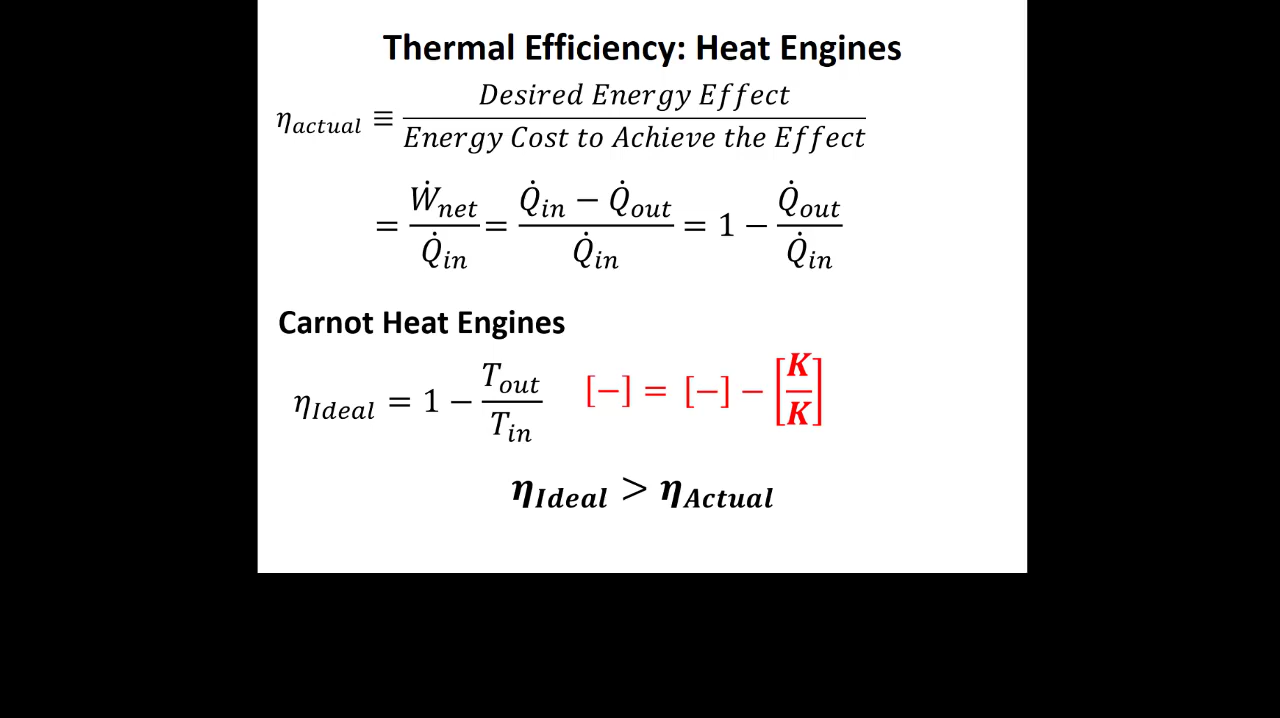 Thermal Efficiency: Heat Engines
η_actual ≡ Desired Energy Effect / Energy Cost to Achieve the Effect
= Ẇ_net / Q̇_in = (Q̇_in − Q̇_out) / Q̇_in = 1 − Q̇_out / Q̇_in
Carnot Heat Engines
η_Ideal = 1 − T_out / T_in [−] = [−] − [K / K]
η_Ideal > η_Actual